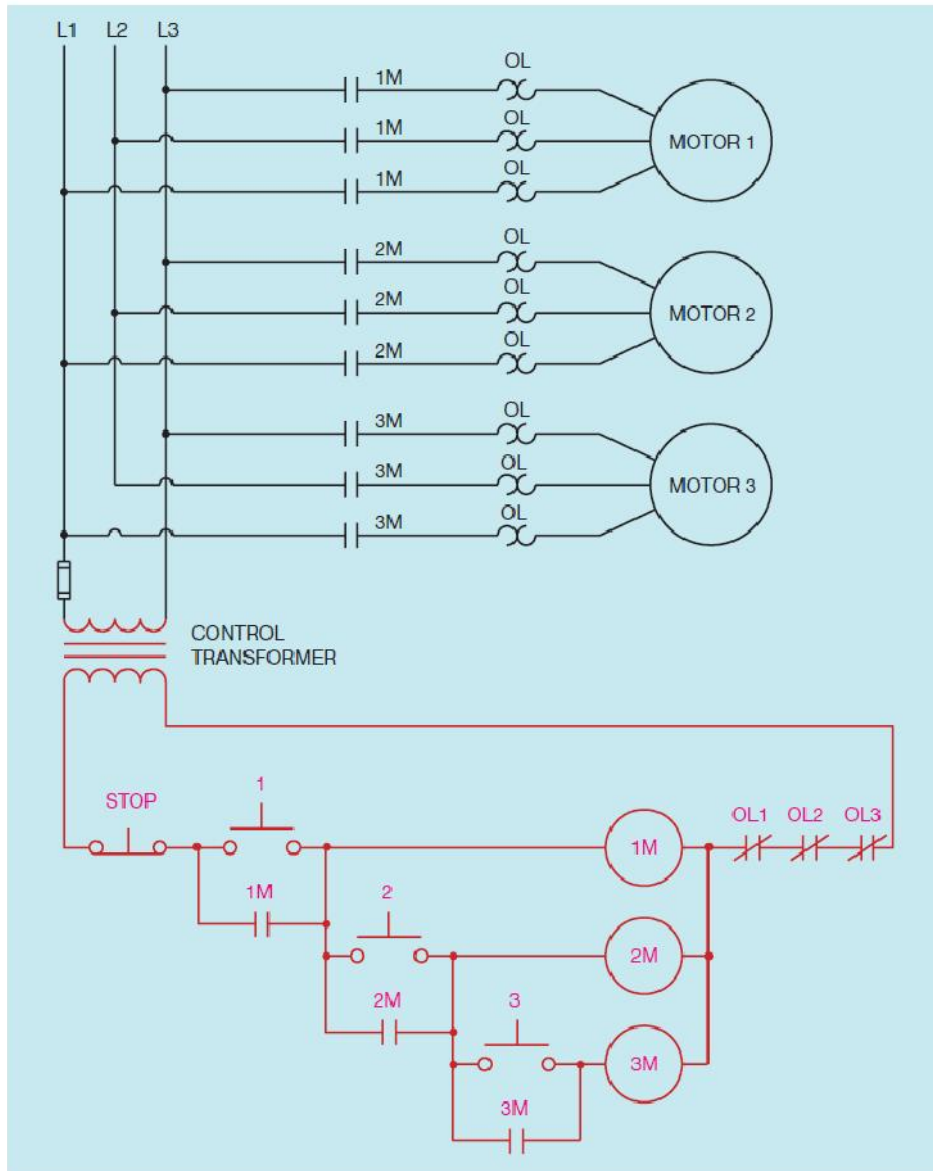 L1 L2 L3
OL
1M
OL
1M
MOTOR 1
OL
1M
OL
2M
OL
2M
MOTOR 2
OL
2M
OL
3M
OL
3M
MOTOR 3
OL
3M
CONTROL
TRANSFORMER
STOP
1
OL1 OL2 OL3
1M
1M
2
2M
2M
3
3M
3M